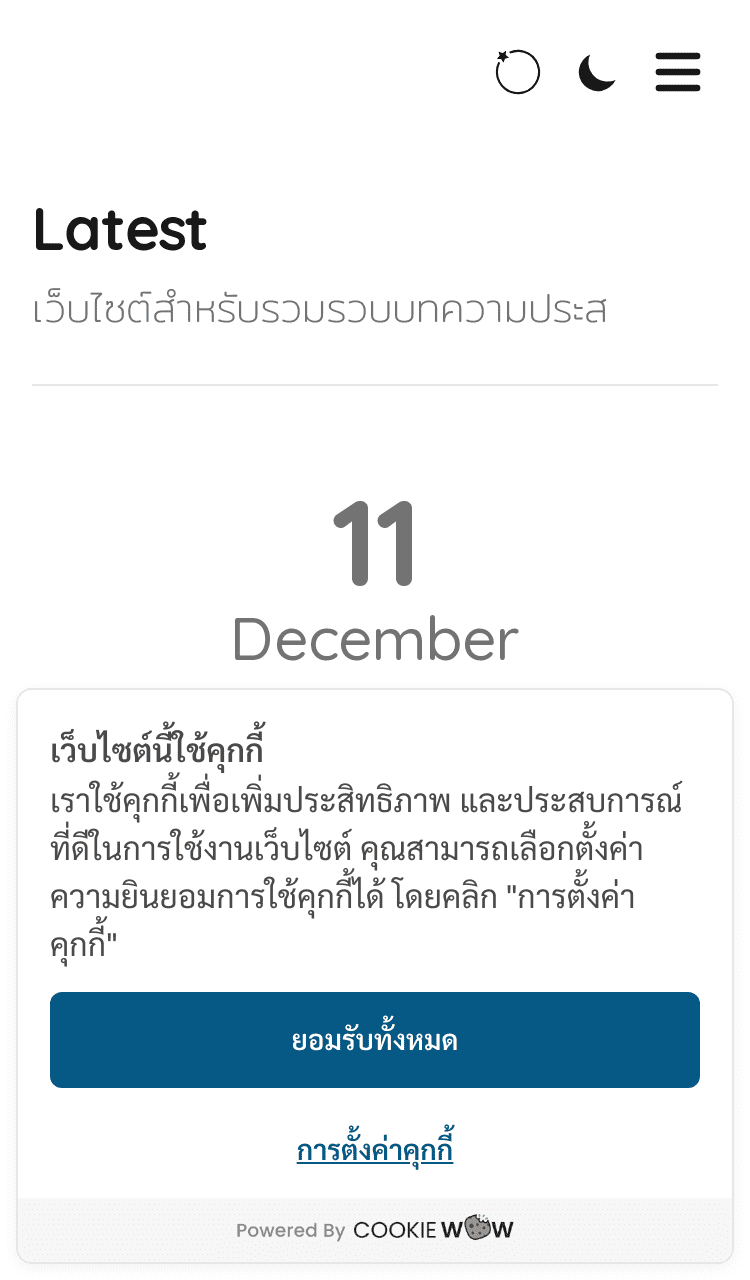 Latest
เว็บไซต์สำหรับรวมรวบบทความประส
11
December
เว็บไซต์นี้ใช้คุกกี้
เราใช้คุกกี้เพื่อเพิ่มประสิทธิภาพ และประสบการณ์
ที่ดีในการใช้งานเว็บไซต์ คุณสามารถเลือกตั้งค่า
ความยินยอมการใช้คุกกี้ได้ โดยคลิก "การตั้งค่า
คุกกี้"
ยอมรับทั้งหมด
การตั้งค่าคุกกี้
Powered By COOKIE WOW